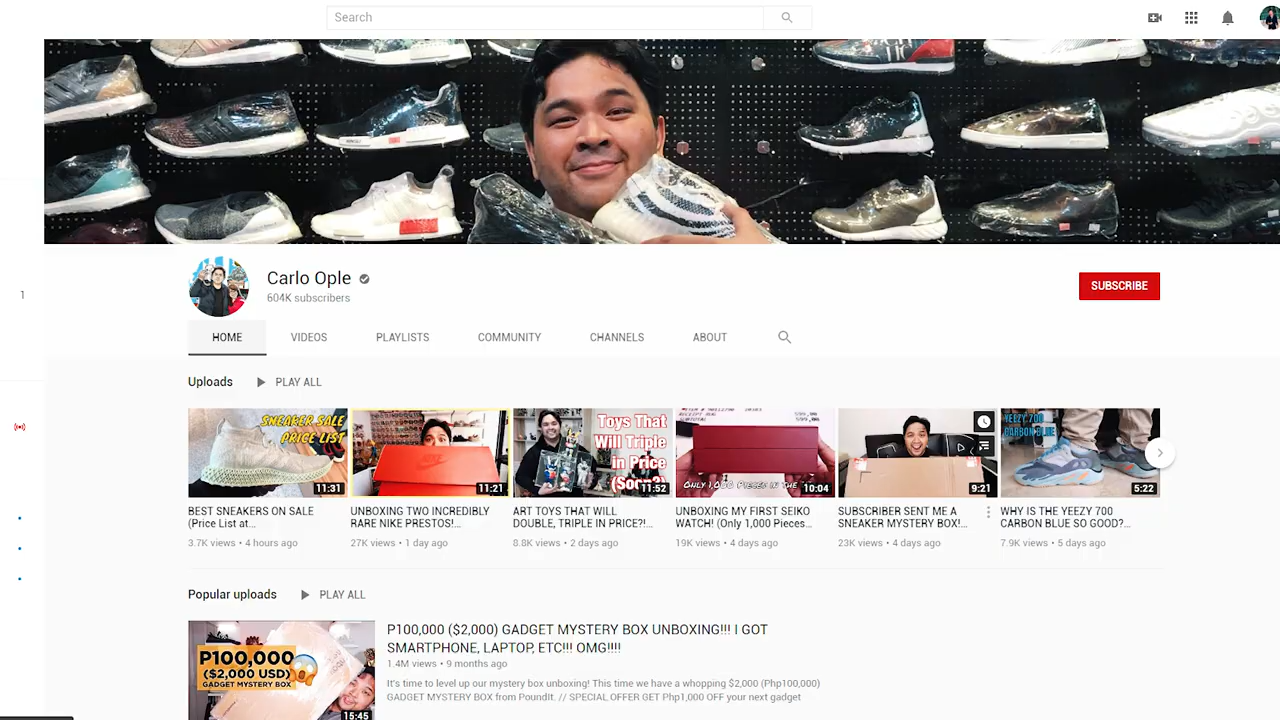 Search
1
Carlo Ople
604K subscribers
SUBSCRIBE
HOME VIDEOS PLAYLISTS COMMUNITY CHANNELS ABOUT
Uploads PLAY ALL
SNEAKER SALE
PRICE LIST
11:31
11:21
Toys That
Will Triple
in Price
(Soon?)
11:52
SUBTOTAL
ONLY 1,000 PIECES IN THE
10:04
9:21
YEEZY 700
CARBON BLUE
5:22
BEST SNEAKERS ON SALE
(Price List at...
3.7K views • 4 hours ago
UNBOXING TWO INCREDIBLY
RARE NIKE PRESTOS!...
27K views • 1 day ago
ART TOYS THAT WILL
DOUBLE, TRIPLE IN PRICE?!...
8.8K views • 2 days ago
UNBOXING MY FIRST SEIKO
WATCH! (Only 1,000 Pieces...
19K views • 4 days ago
SUBSCRIBER SENT ME A
SNEAKER MYSTERY BOX!...
23K views • 4 days ago
WHY IS THE YEEZY 700
CARBON BLUE SO GOOD?...
7.9K views • 5 days ago
Popular uploads PLAY ALL
P100,000
($2,000 USD)
GADGET MYSTERY BOX
15:45
P100,000 ($2,000) GADGET MYSTERY BOX UNBOXING!!! I GOT
SMARTPHONE, LAPTOP, ETC!!! OMG!!!!
1.4M views • 9 months ago
It's time to level up our mystery box unboxing! This time we have a whopping $2,000 (Php100,000)
GADGET MYSTERY BOX from PoundIt. // SPECIAL OFFER GET Php1,000 OFF your next gadget